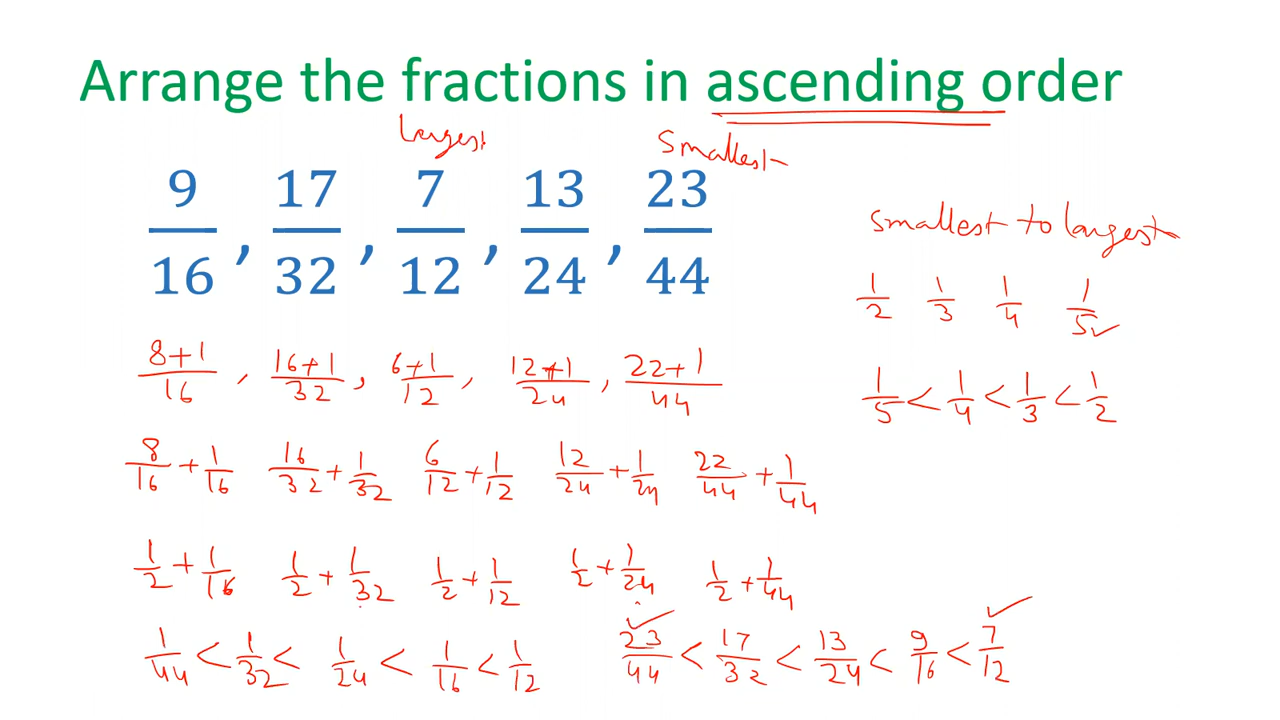 Arrange the fractions in ascending order
largest smallest
9/16 , 17/32 , 7/12 , 13/24 , 23/44
smallest to largest
1/2 1/3 1/4 1/5 ✓
8+1/16 , 16+1/32 , 6+1/12 , 12+1/24 , 22+1/44
1/5 < 1/4 < 1/3 < 1/2
8/16 + 1/16 16/32 + 1/32 6/12 + 1/12 12/24 + 1/24 22/44 + 1/44
1/2 + 1/16 1/2 + 1/32 1/2 + 1/12 1/2 + 1/24 1/2 + 1/44
1/44 < 1/32 < 1/24 < 1/16 < 1/12
23/44 ✓ < 17/32 < 13/24 < 9/16 < 7/12 ✓